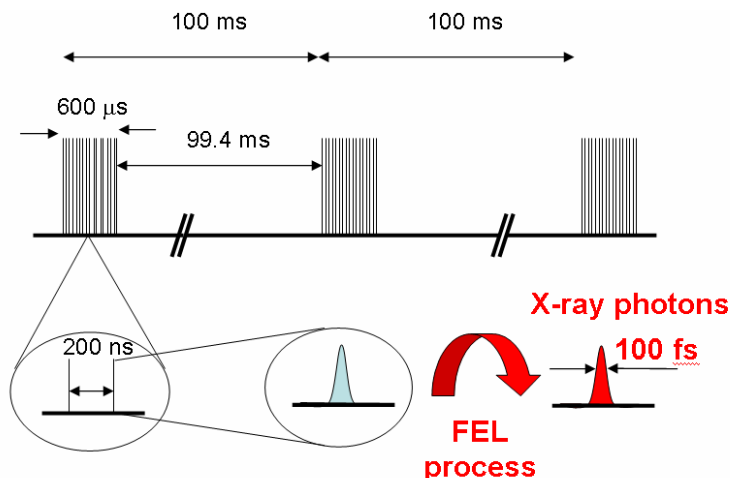 100 ms
100 ms
600 μs
99.4 ms
X-ray photons
200 ns
100 fs
FEL
process